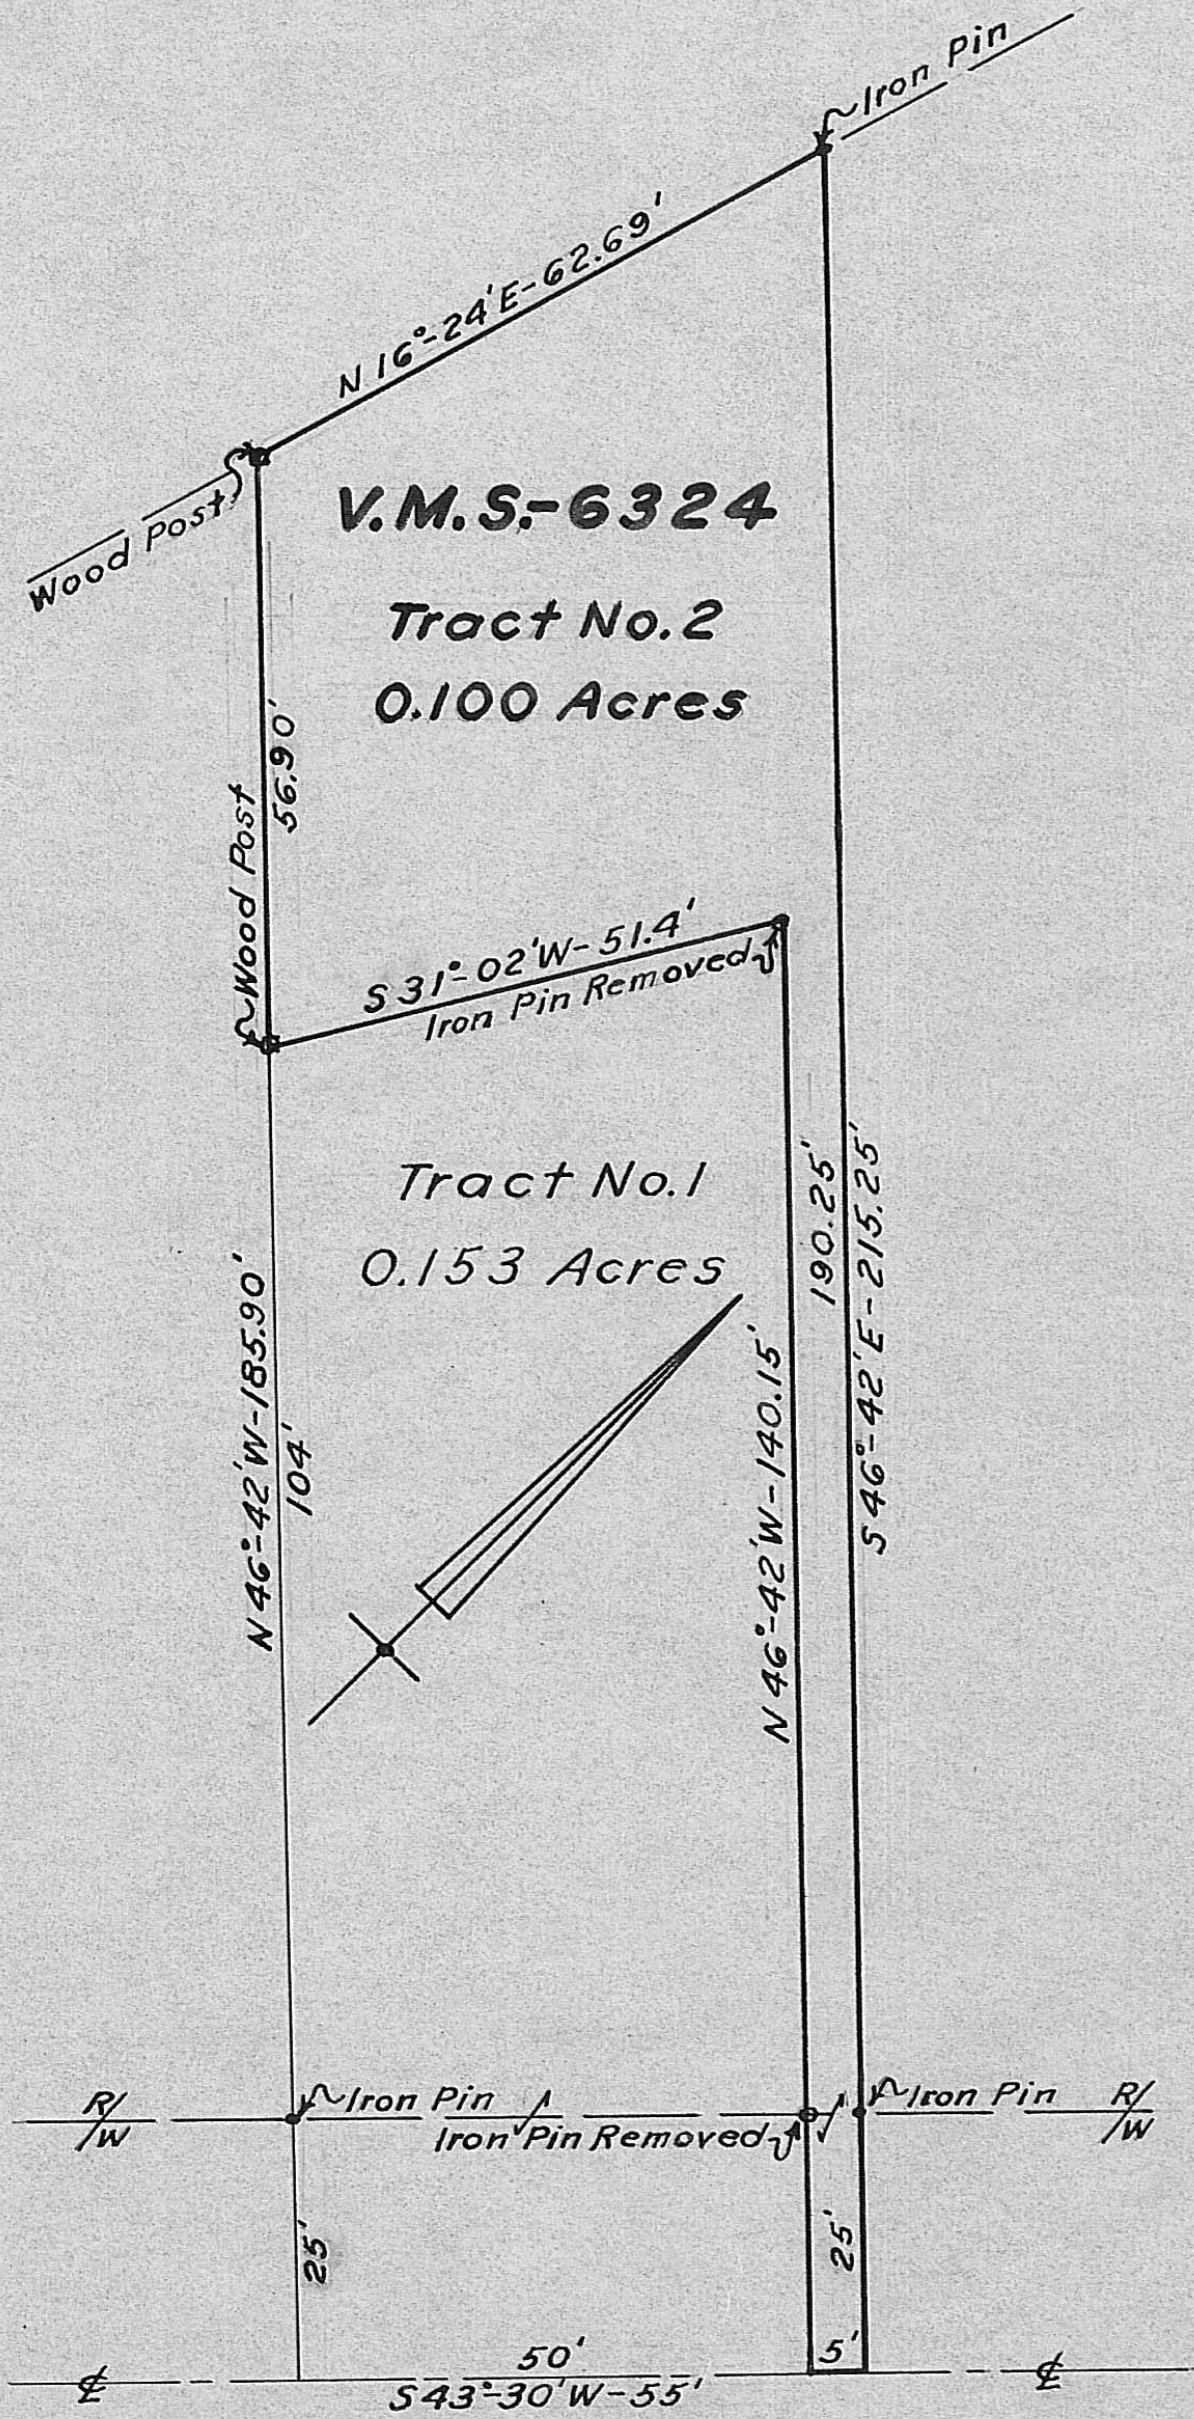 Iron Pin
N 16°-24'E-62.69'
Wood Post
V.M.S.-6324
Tract No.2
0.100 Acres
56.90'
Wood Post
S 31°-02'W-51.4'
Iron Pin Removed
Tract No.1
0.153 Acres
190.25'
S 46°-42'E-215.25'
N 46°-42'W-185.90'
104'
N 46°-42'W-140.15'
R/W
Iron Pin
Iron Pin Removed
Iron Pin
R/W
25'
25'
5'
℄
50'
S 43°-30'W-55'
℄